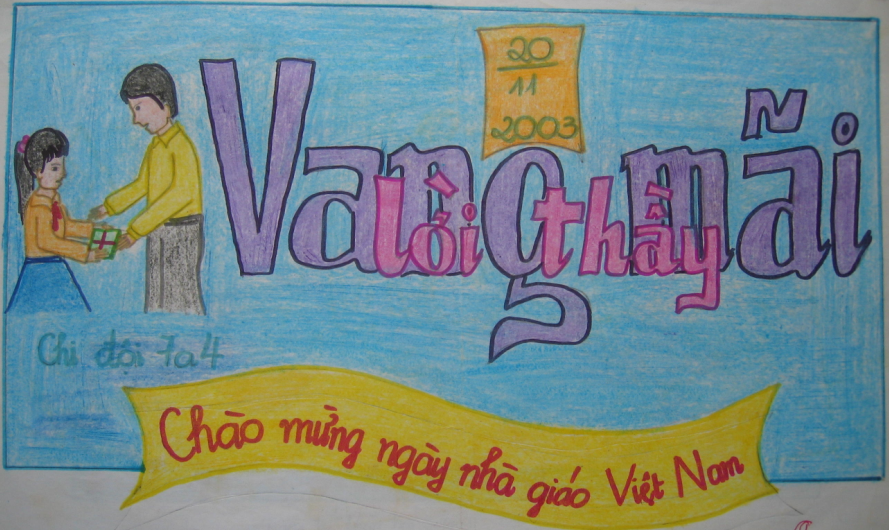 20
11
2003
Vang mãi
lời thầy
Chi đội 7a4
Chào mừng ngày nhà giáo Việt Nam